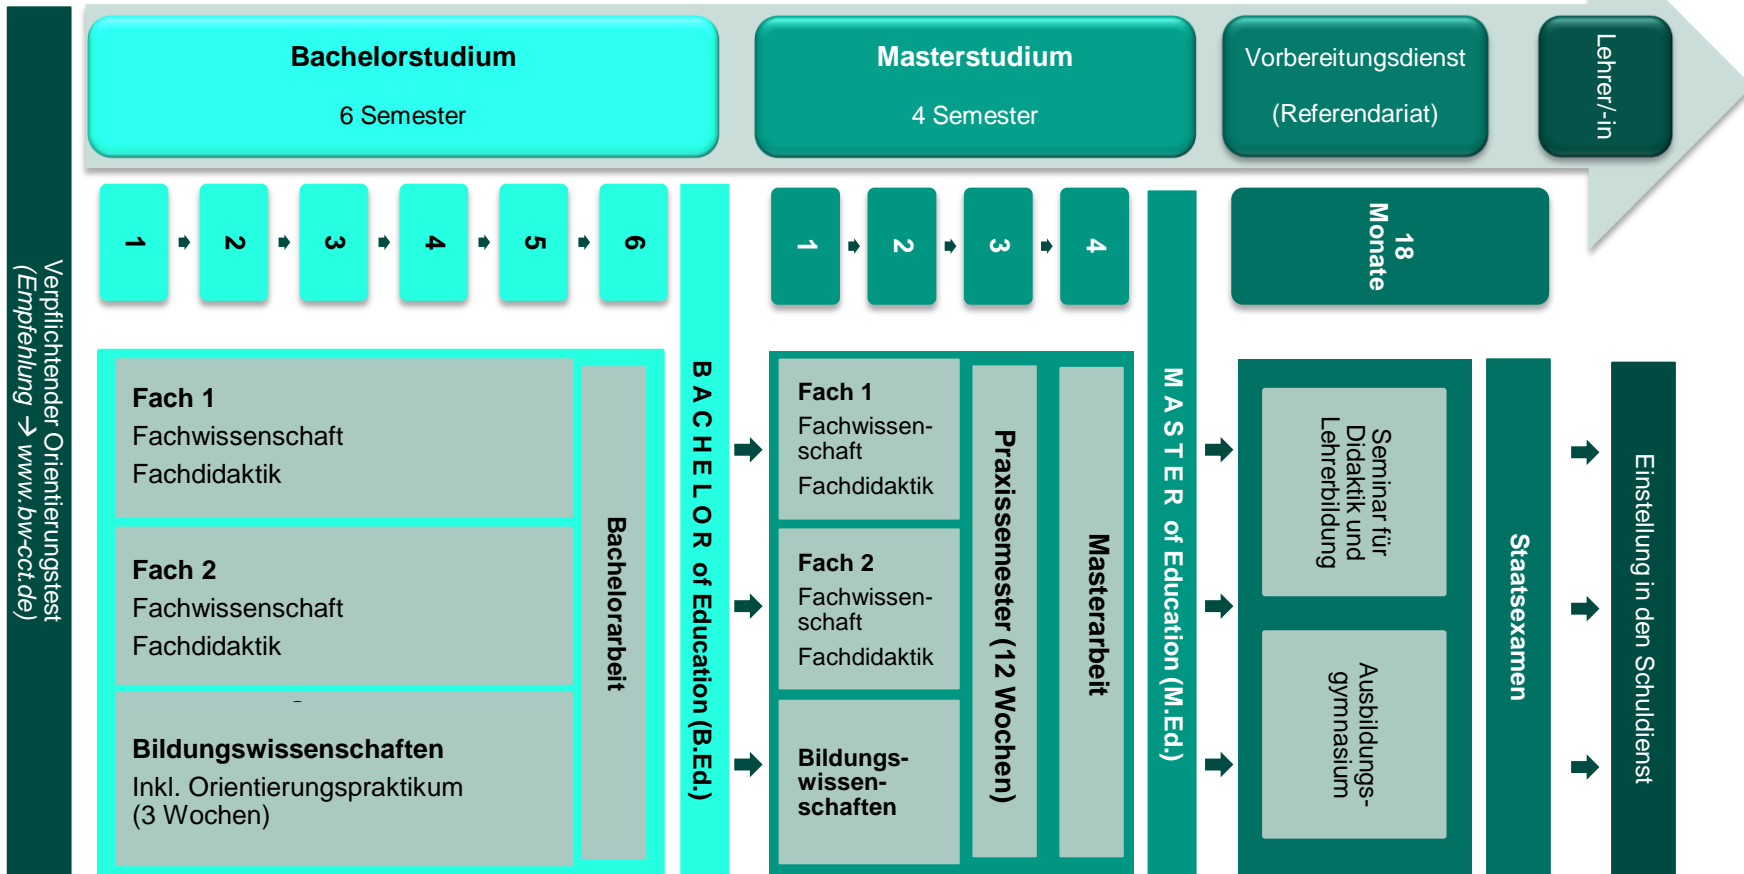 Verpflichtender Orientierungstest
(Empfehlung → www.bw-cct.de)
Bachelorstudium
6 Semester
Masterstudium
4 Semester
Vorbereitungsdienst
(Referendariat)
Lehrer/-in
1
2
3
4
5
6
1
2
3
4
18
Monate
Fach 1
Fachwissenschaft
Fachdidaktik
Fach 2
Fachwissenschaft
Fachdidaktik
Bildungswissenschaften
Inkl. Orientierungspraktikum
(3 Wochen)
Bachelorarbeit
BACHELOR of Education (B.Ed.)
Fach 1
Fachwissen-
schaft
Fachdidaktik
Fach 2
Fachwissen-
schaft
Fachdidaktik
Bildungs-
wissen-
schaften
Praxissemester (12 Wochen)
Masterarbeit
MASTER of Education (M.Ed.)
Seminar für
Didaktik und
Lehrerbildung
Ausbildungs-
gymnasium
Staatsexamen
Einstellung in den Schuldienst